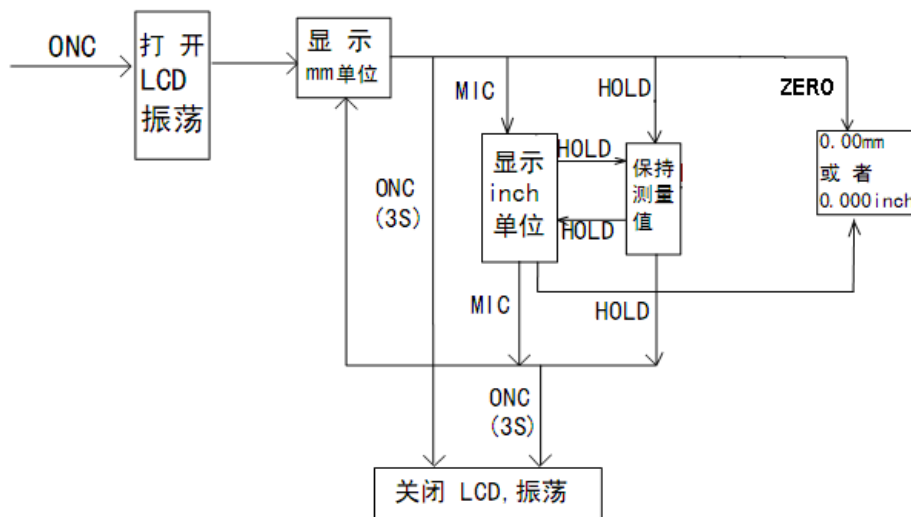 ONC
打 开
LCD
振荡
显 示
mm单位
MIC
HOLD
ZERO
ONC
(3S)
显示
inch
单位
HOLD
HOLD
保持
测量
值
0.00mm
或 者
0.000inch
MIC
HOLD
ONC
(3S)
关闭 LCD,振荡